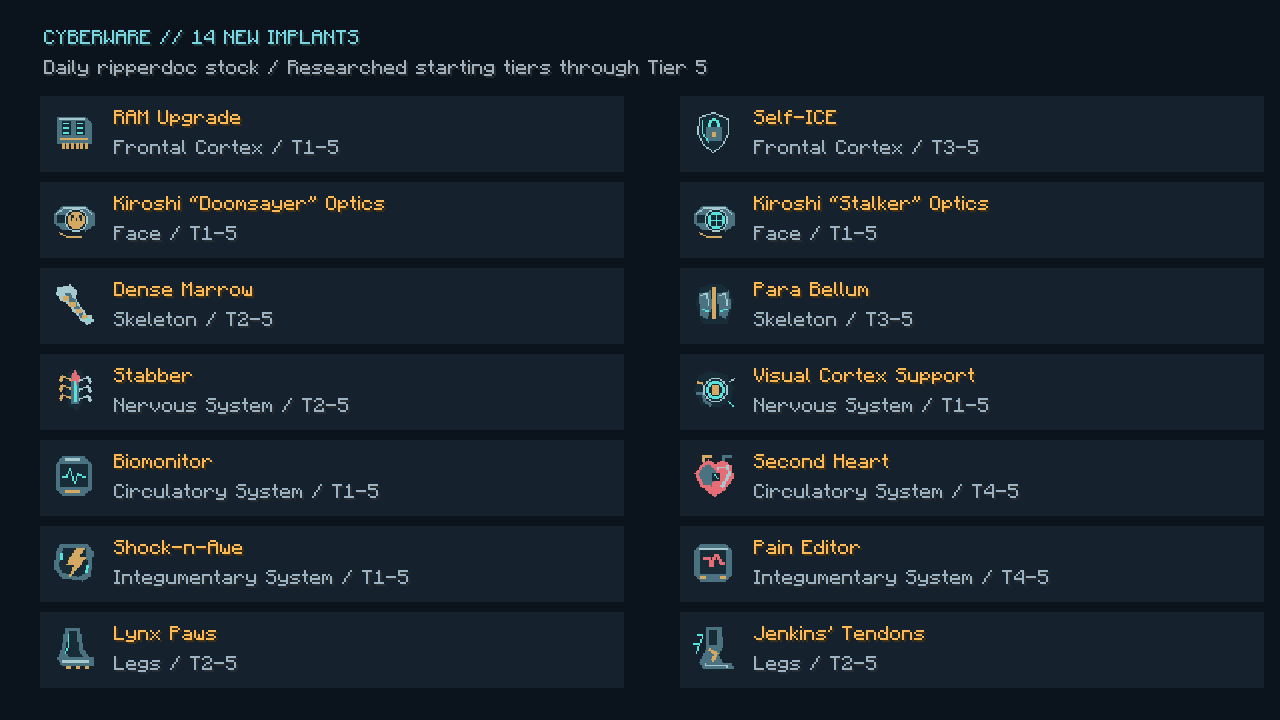 CYBERWARE // 14 NEW IMPLANTS
Daily ripperdoc stock / Researched starting tiers through Tier 5
RAM Upgrade
Frontal Cortex / T1-5
Self-ICE
Frontal Cortex / T3-5
Kiroshi “Doomsayer” Optics
Face / T1-5
Kiroshi “Stalker” Optics
Face / T1-5
Dense Marrow
Skeleton / T2-5
Para Bellum
Skeleton / T3-5
Stabber
Nervous System / T2-5
Visual Cortex Support
Nervous System / T1-5
Biomonitor
Circulatory System / T1-5
Second Heart
Circulatory System / T4-5
Shock-n-Awe
Integumentary System / T1-5
Pain Editor
Integumentary System / T4-5
Lynx Paws
Legs / T2-5
Jenkins’ Tendons
Legs / T2-5